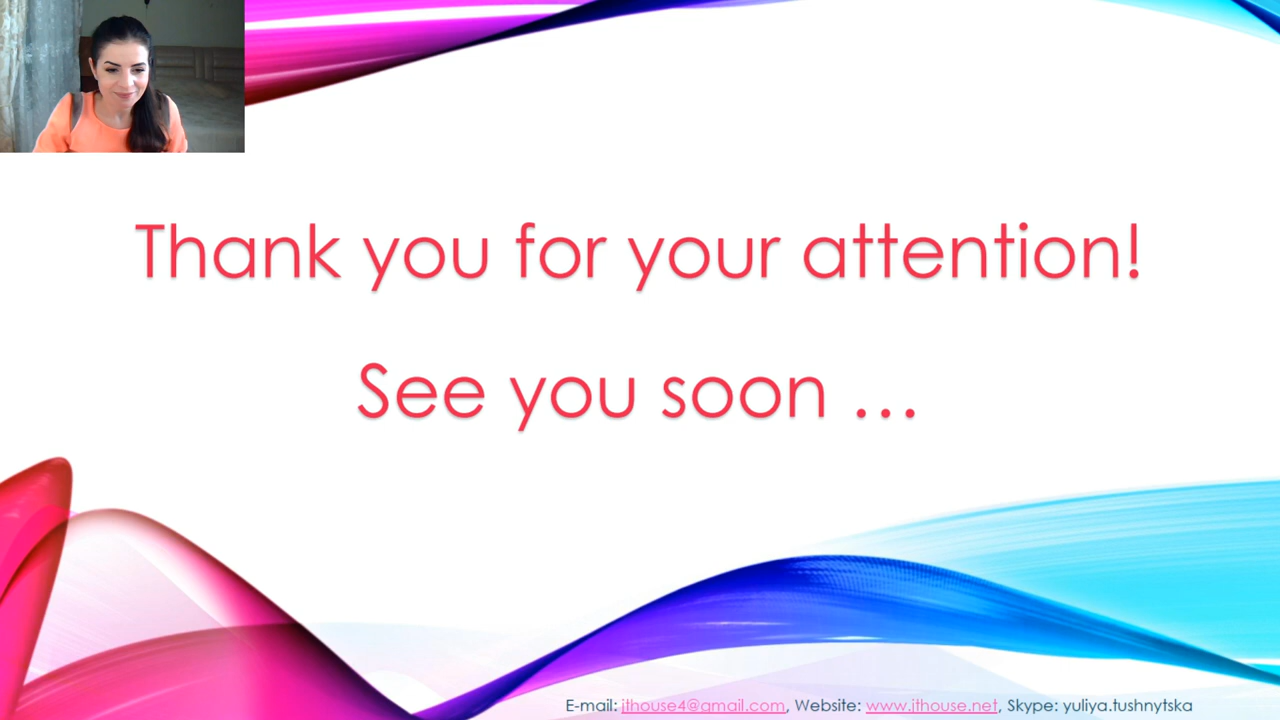 Thank you for your attention!
See you soon …
E-mail: ithouse4@gmail.com, Website: www.ithouse.net, Skype: yuliya.tushnytska